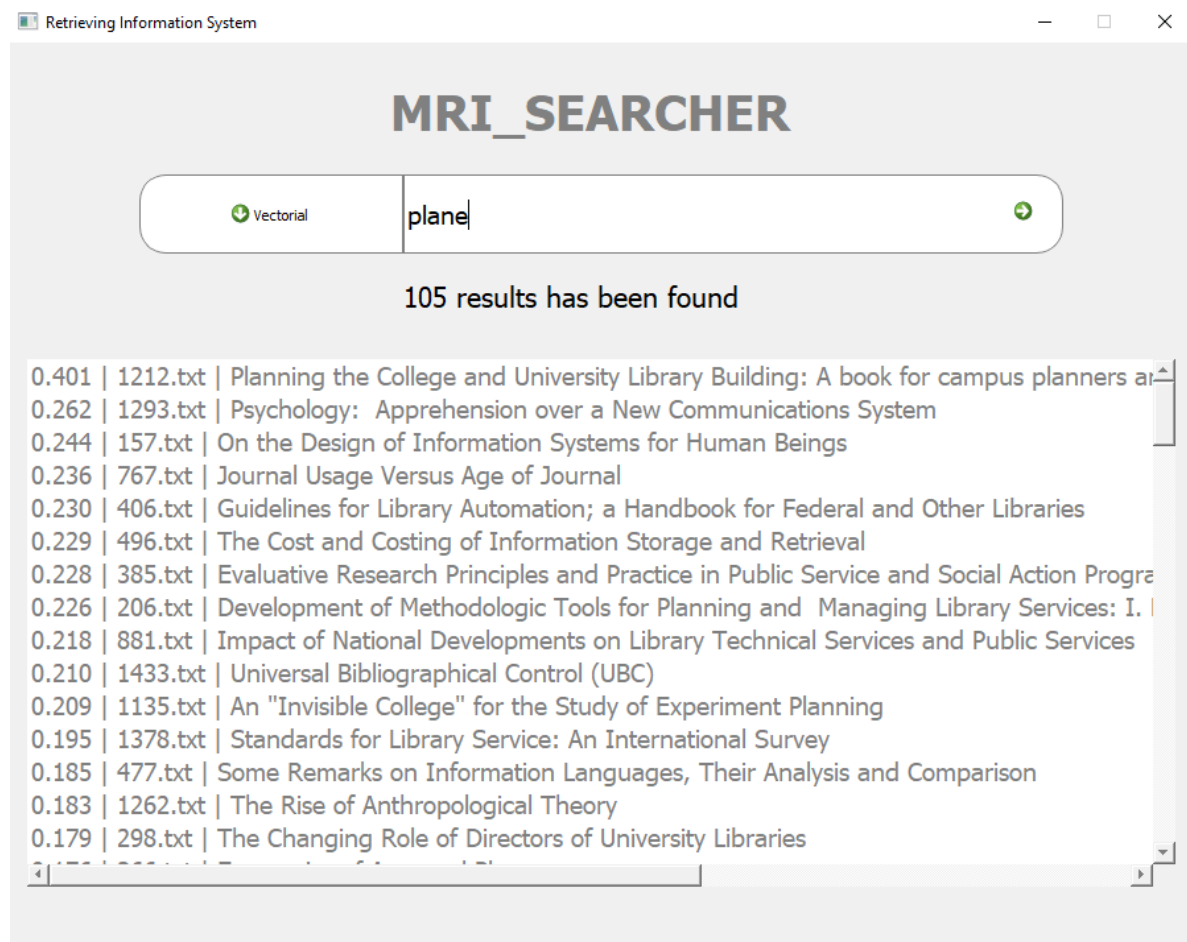 Retrieving Information System
MRI_SEARCHER
Vectorial
plane
105 results has been found
0.401 | 1212.txt | Planning the College and University Library Building: A book for campus planners
0.262 | 1293.txt | Psychology:  Apprehension over a New Communications System
0.244 | 157.txt | On the Design of Information Systems for Human Beings
0.236 | 767.txt | Journal Usage Versus Age of Journal
0.230 | 406.txt | Guidelines for Library Automation; a Handbook for Federal and Other Libraries
0.229 | 496.txt | The Cost and Costing of Information Storage and Retrieval
0.228 | 385.txt | Evaluative Research Principles and Practice in Public Service and Social Action Progra
0.226 | 206.txt | Development of Methodologic Tools for Planning and  Managing Library Services: I.
0.218 | 881.txt | Impact of National Developments on Library Technical Services and Public Services
0.210 | 1433.txt | Universal Bibliographical Control (UBC)
0.209 | 1135.txt | An "Invisible College" for the Study of Experiment Planning
0.195 | 1378.txt | Standards for Library Service: An International Survey
0.185 | 477.txt | Some Remarks on Information Languages, Their Analysis and Comparison
0.183 | 1262.txt | The Rise of Anthropological Theory
0.179 | 298.txt | The Changing Role of Directors of University Libraries